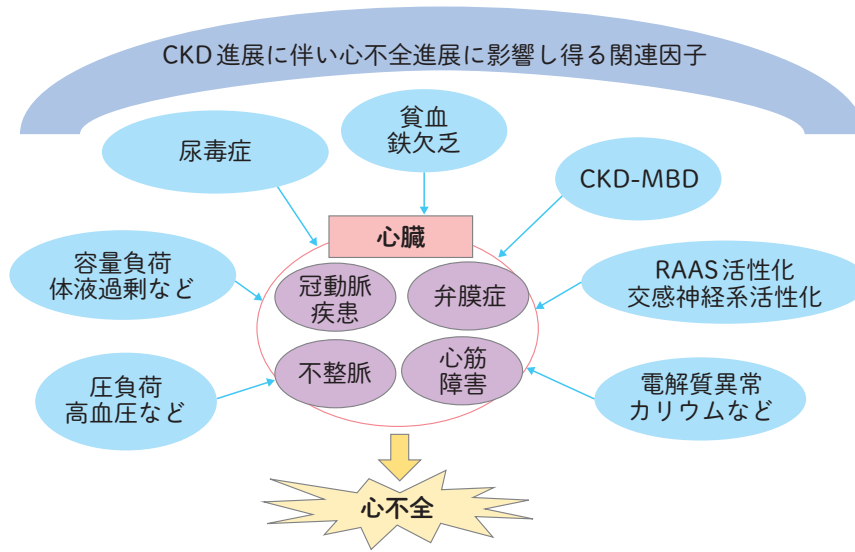 CKD進展に伴い心不全進展に影響し得る関連因子
貧血
鉄欠乏
尿毒症
CKD-MBD
心臓
容量負荷
体液過剰など
冠動脈
疾患
弁膜症
RAAS活性化
交感神経系活性化
圧負荷
高血圧など
不整脈
心筋
障害
電解質異常
カリウムなど
心不全